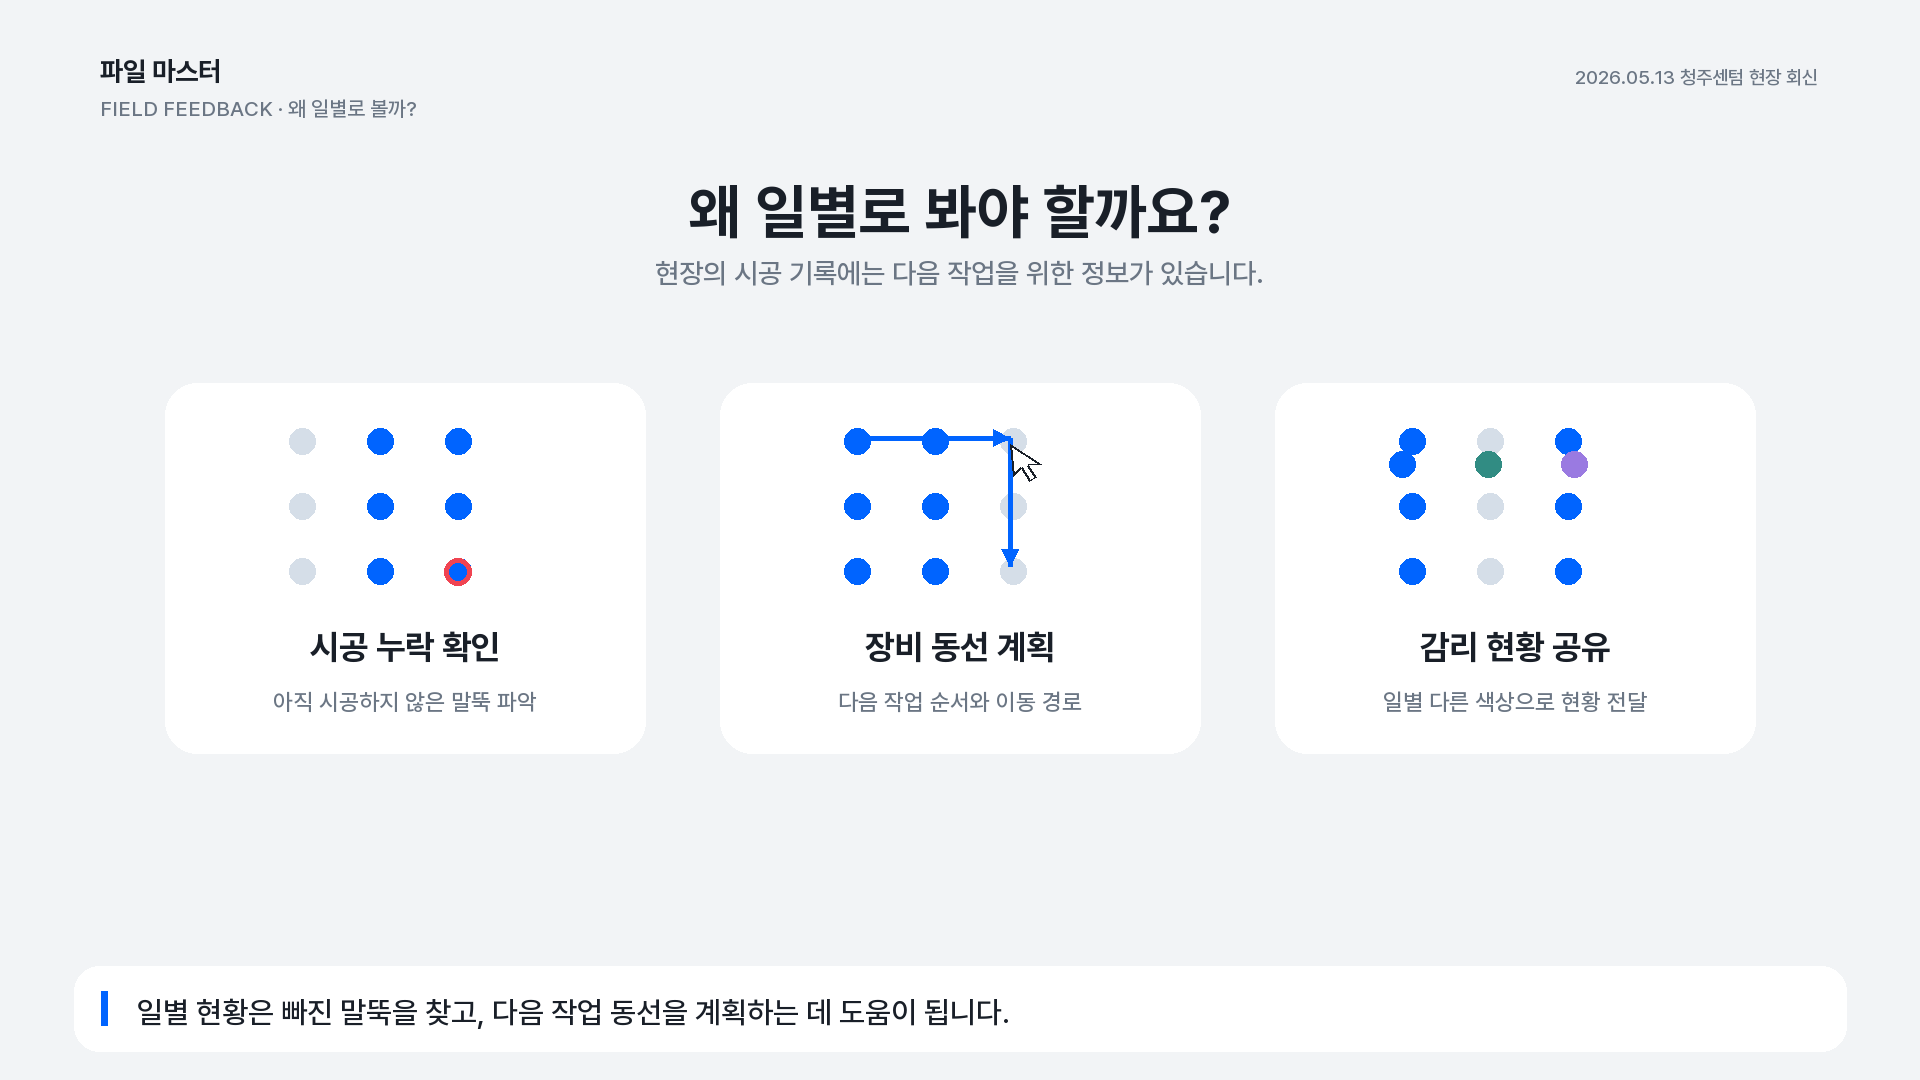 파일 마스터
FIELD FEEDBACK · 왜 일별로 볼까?
2026.05.13 청주센텀 현장 회신
왜 일별로 봐야 할까요?
현장의 시공 기록에는 다음 작업을 위한 정보가 있습니다.
시공 누락 확인
아직 시공하지 않은 말뚝 파악
장비 동선 계획
다음 작업 순서와 이동 경로
감리 현황 공유
일별 다른 색상으로 현황 전달
일별 현황은 빠진 말뚝을 찾고, 다음 작업 동선을 계획하는 데 도움이 됩니다.